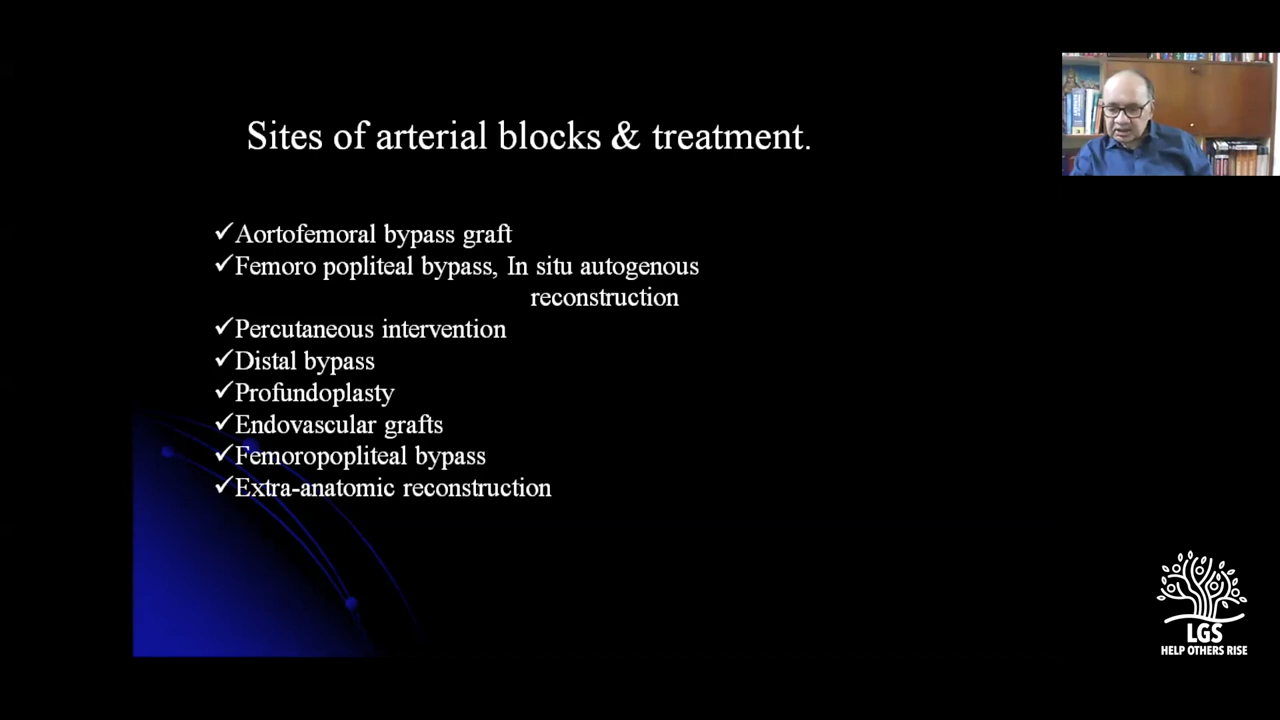 Sites of arterial blocks & treatment.
✓Aortofemoral bypass graft
✓Femoro popliteal bypass, In situ autogenous
reconstruction
✓Percutaneous intervention
✓Distal bypass
✓Profundoplasty
✓Endovascular grafts
✓Femoropopliteal bypass
✓Extra-anatomic reconstruction
LGS
HELP OTHERS RISE